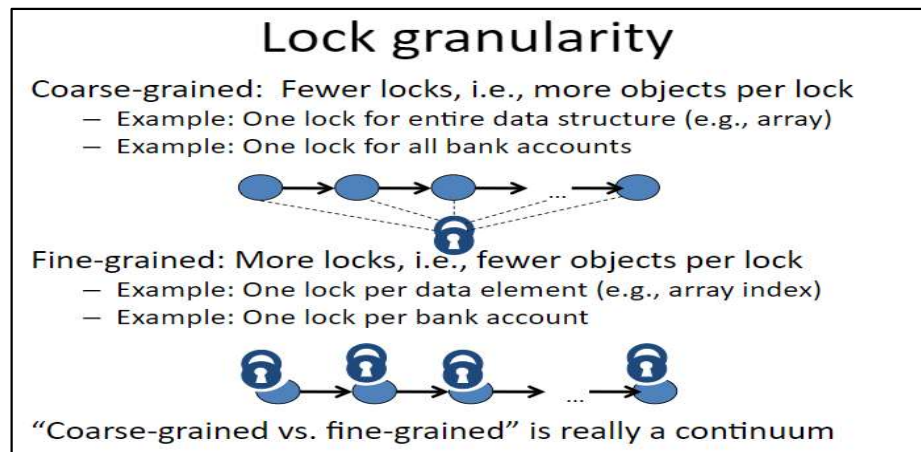 Lock granularity
Coarse-grained:  Fewer locks, i.e., more objects per lock
– Example: One lock for entire data structure (e.g., array)
– Example: One lock for all bank accounts
...
Fine-grained: More locks, i.e., fewer objects per lock
– Example: One lock per data element (e.g., array index)
– Example: One lock per bank account
...
“Coarse-grained vs. fine-grained” is really a continuum